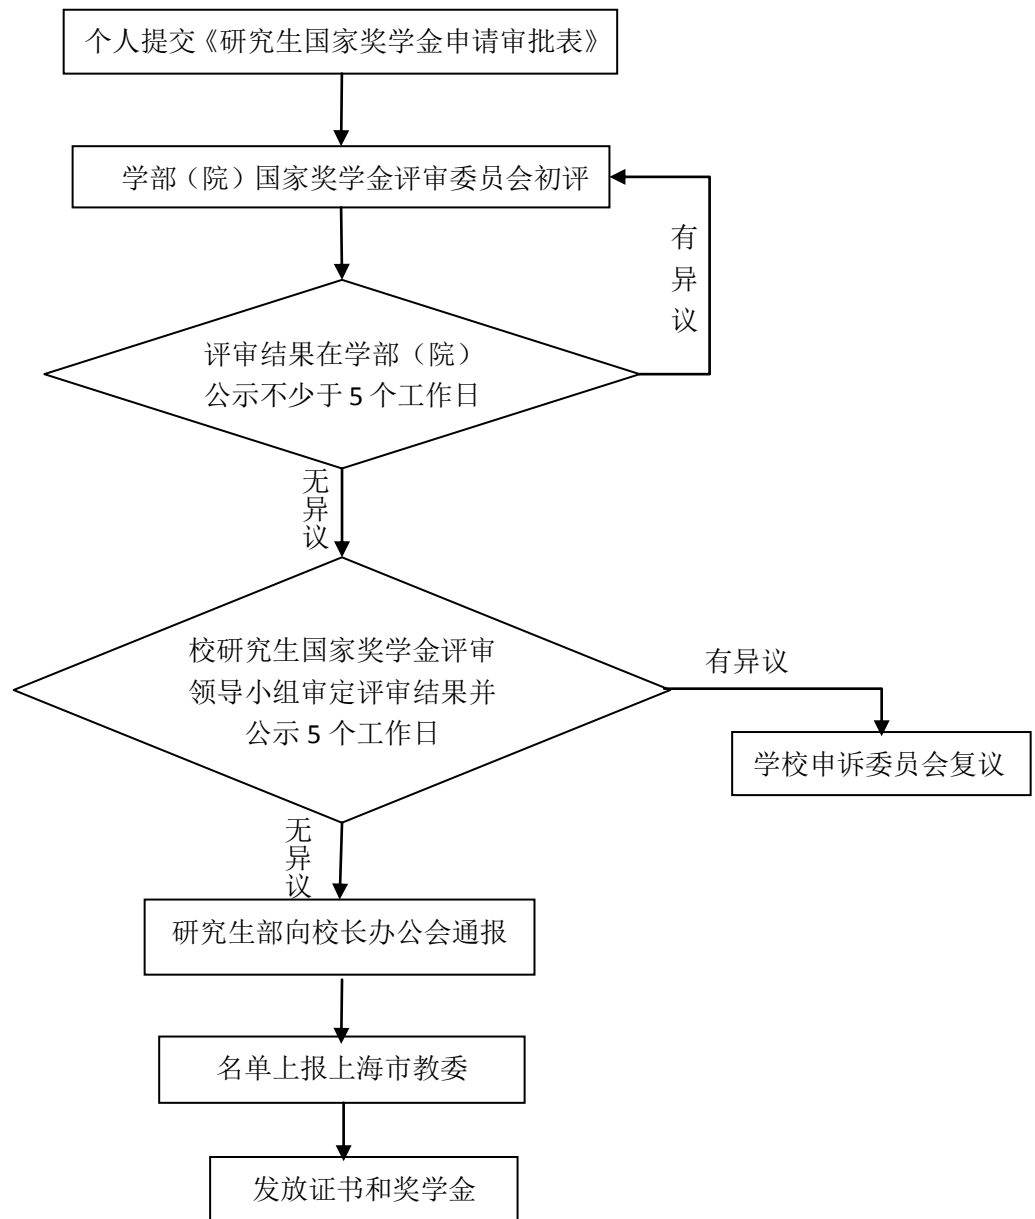 个人提交《研究生国家奖学金申请审批表》
学部（院）国家奖学金评审委员会初评
有
异
议
评审结果在学部（院）
公示不少于 5 个工作日
无
异
议
校研究生国家奖学金评审
领导小组审定评审结果并
公示 5 个工作日
有异议
学校申诉委员会复议
无
异
议
研究生部向校长办公会通报
名单上报上海市教委
发放证书和奖学金